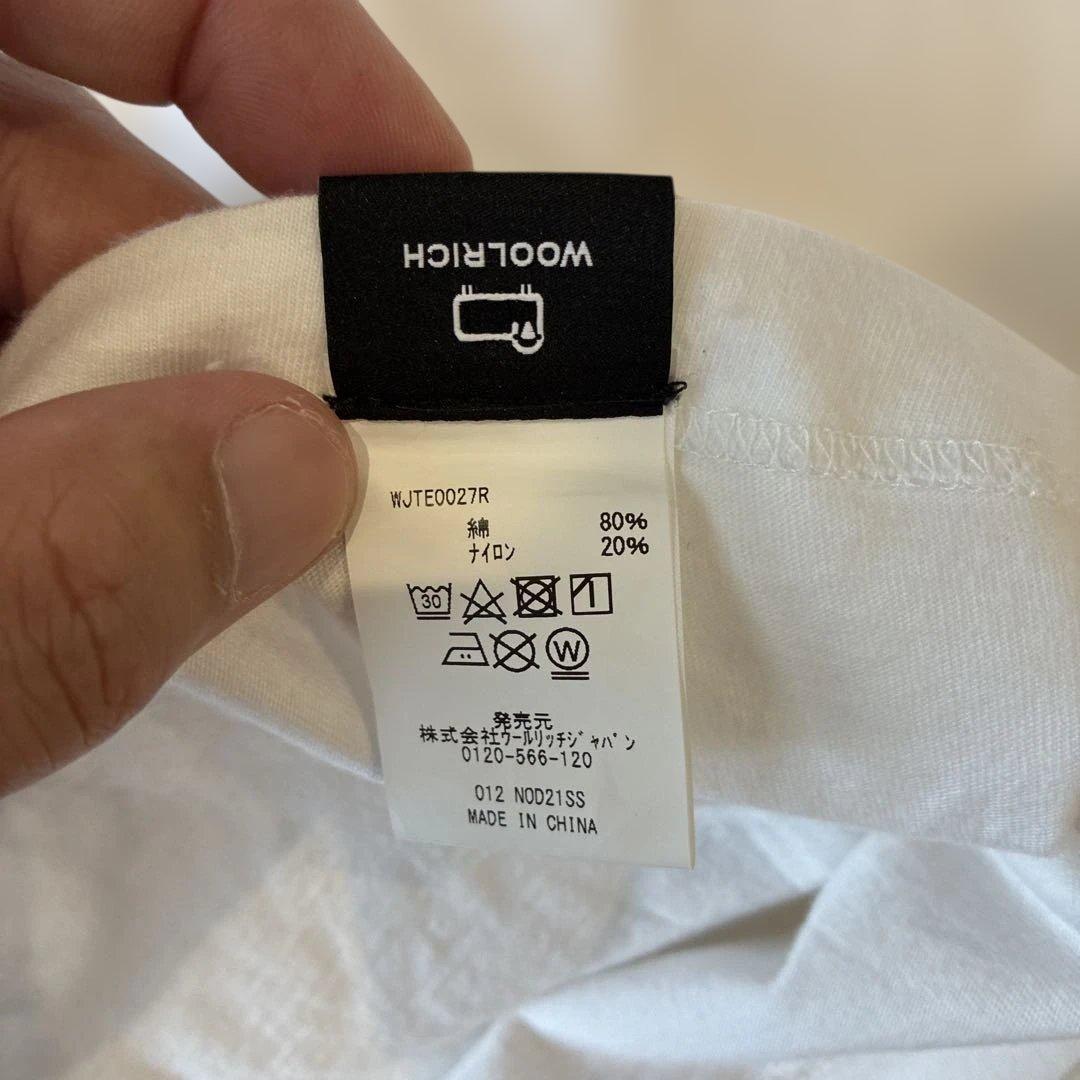 WOOLRICH
WJTE0027R
綿 80%
ナイロン 20%
30
W
発売元
株式会社ウールリッチジャパン
0120-566-120
012 NOD21SS
MADE IN CHINA